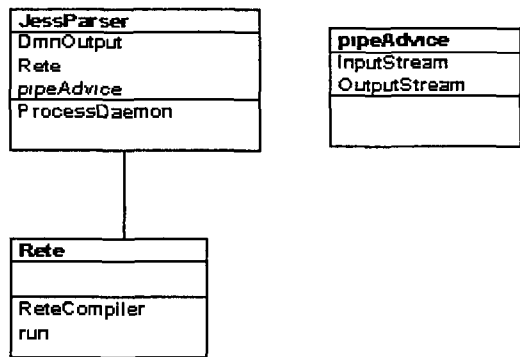 JessParser
DmnOutput
Rete
pipeAdvice
ProcessDaemon
pipeAdvice
InputStream
OutputStream
Rete
ReteCompiler
run